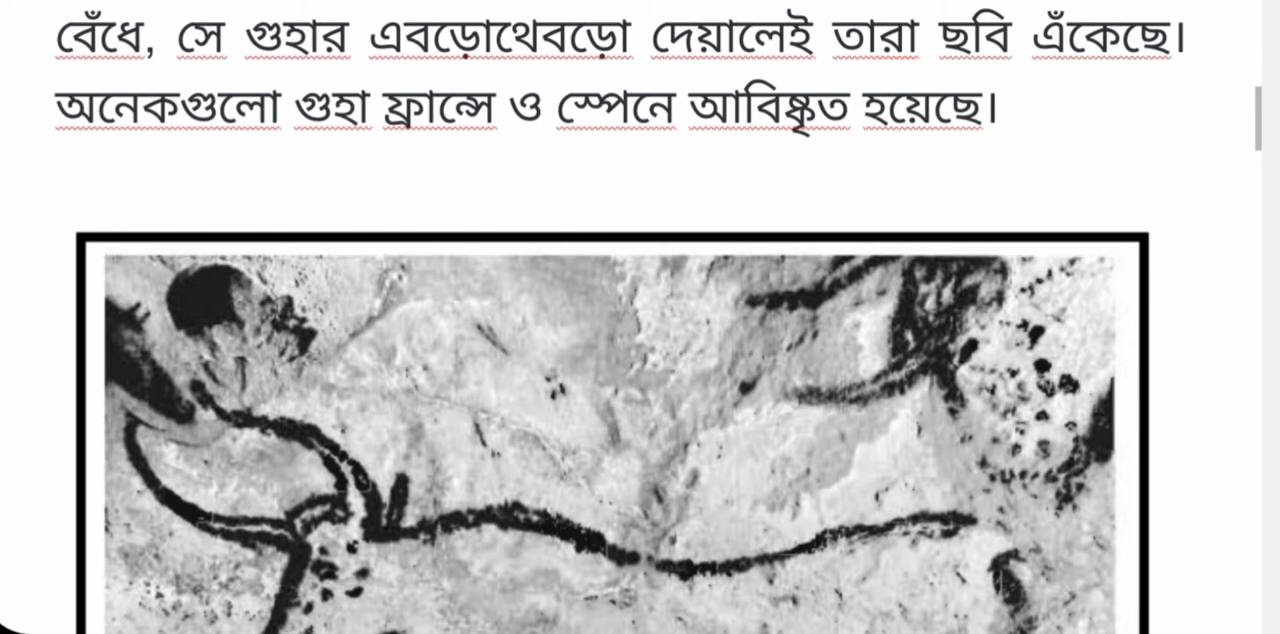 বেঁধে, সে গুহার এবড়োথেবড়ো দেয়ালেই তারা ছবি এঁকেছে।
অনেকগুলো গুহা ফ্রান্সে ও স্পেনে আবিষ্কৃত হয়েছে।